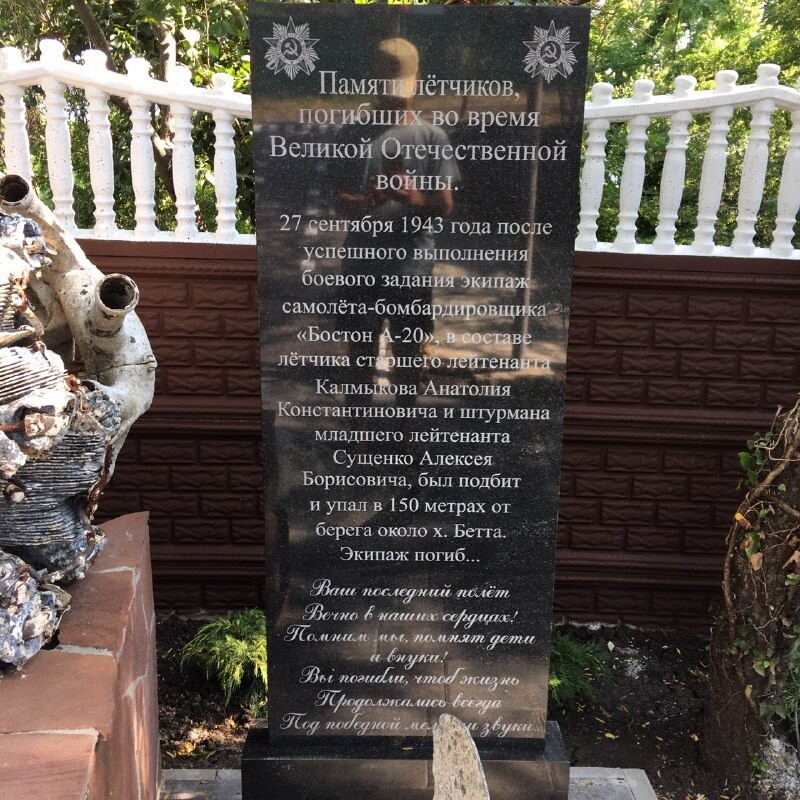 Памяти лётчиков,
погибших во время
Великой Отечественной
войны.
27 сентября 1943 года после
успешного выполнения
боевого задания экипаж
самолёта-бомбардировщика
«Бостон А-20», в составе
лётчика старшего лейтенанта
Калмыкова Анатолия
Константиновича и штурмана
младшего лейтенанта
Сущенко Алексея
Борисовича, был подбит
и упал в 150 метрах от
берега около х. Бетта.
Экипаж погиб...
Ваш последний полёт
Вечно в наших сердцах!
Помним мы, помнят дети
и внуки!
Вы погибли, чтоб жизнь
Продолжалась всегда
Под победной звуки...